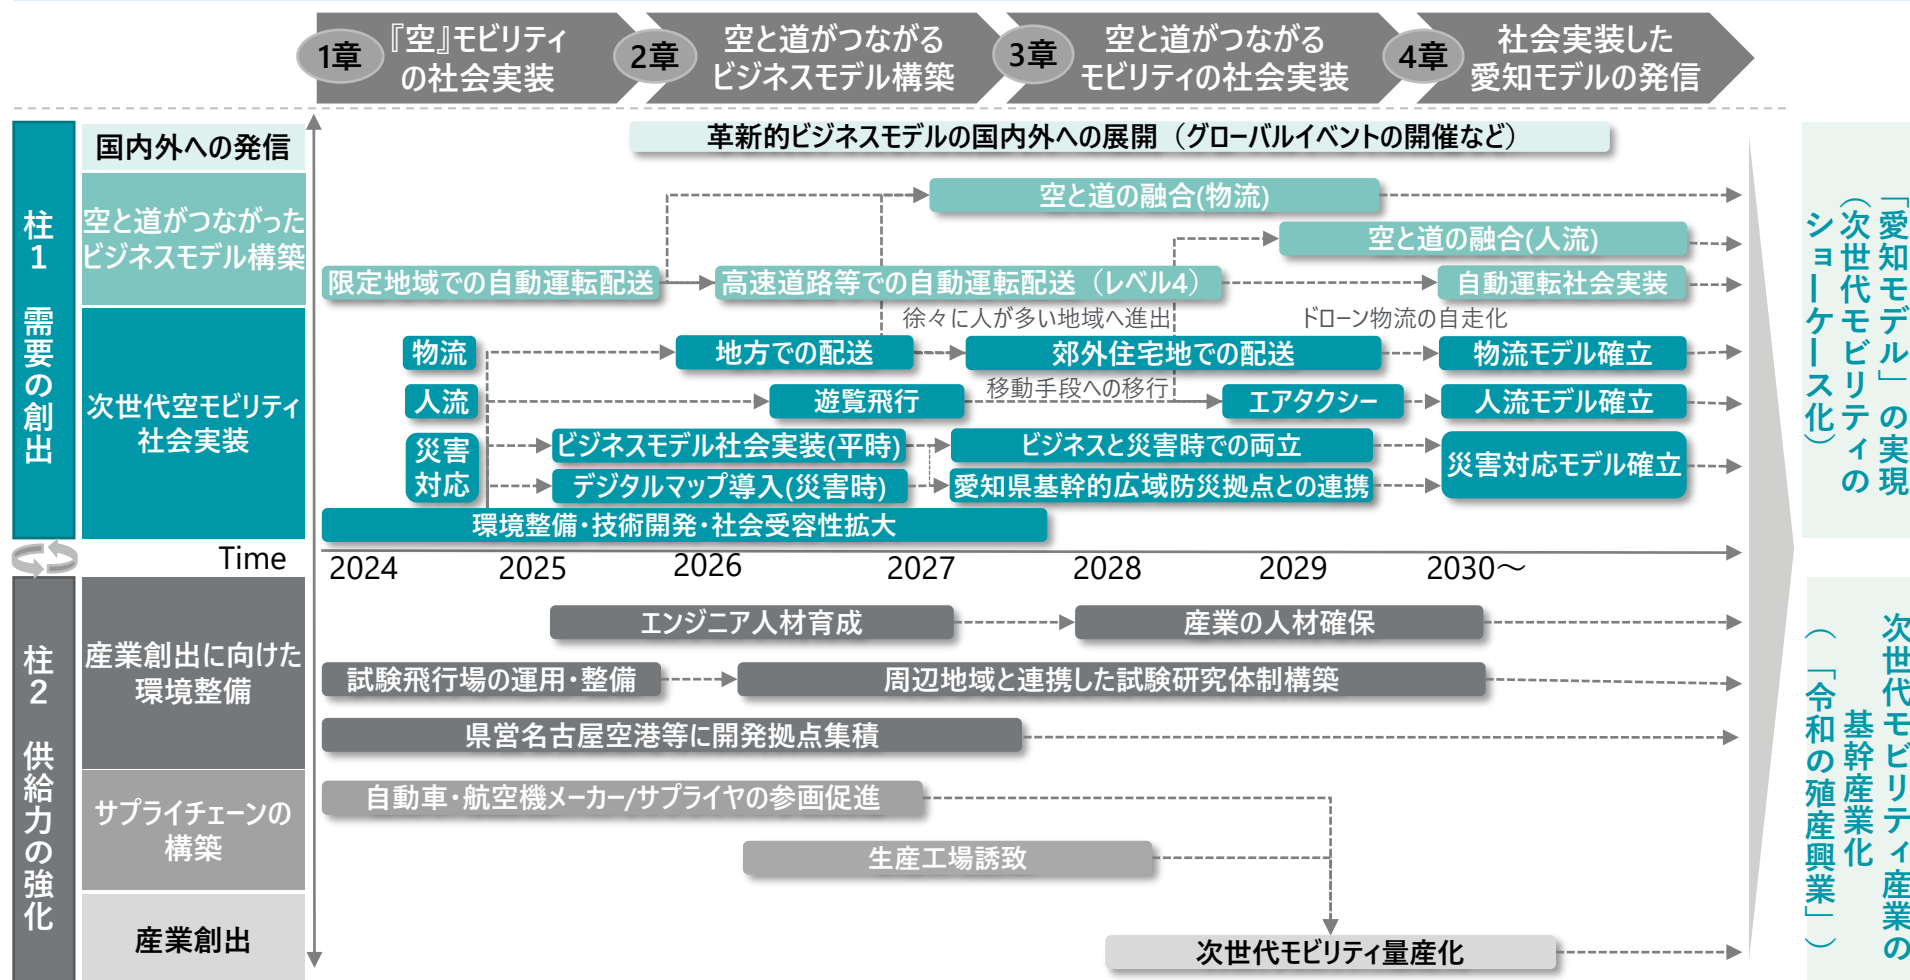 1章
『空』モビリティ
の社会実装
2章
空と道がつながる
ビジネスモデル構築
3章
空と道がつながる
モビリティの社会実装
4章
社会実装した
愛知モデルの発信
柱1 需要の創出
国内外への発信
革新的ビジネスモデルの国内外への展開（グローバルイベントの開催など）
空と道がつながった
ビジネスモデル構築
空と道の融合(物流)
空と道の融合(人流)
限定地域での自動運転配送
高速道路等での自動運転配送（レベル4）
自動運転社会実装
徐々に人が多い地域へ進出
ドローン物流の自走化
次世代空モビリティ
社会実装
物流
地方での配送
郊外住宅地での配送
物流モデル確立
移動手段への移行
人流
遊覧飛行
エアタクシー
人流モデル確立
災害
対応
ビジネスモデル社会実装(平時)
ビジネスと災害時での両立
デジタルマップ導入(災害時)
愛知県基幹的広域防災拠点との連携
災害対応モデル確立
環境整備・技術開発・社会受容性拡大
「愛知モデル」の実現
（次世代モビリティの
ショーケース化）
Time
2024
2025
2026
2027
2028
2029
2030～
柱2 供給力の強化
産業創出に向けた
環境整備
エンジニア人材育成
産業の人材確保
試験飛行場の運用・整備
周辺地域と連携した試験研究体制構築
県営名古屋空港等に開発拠点集積
サプライチェーンの
構築
自動車・航空機メーカー/サプライヤの参画促進
生産工場誘致
産業創出
次世代モビリティ量産化
次世代モビリティ産業の
基幹産業化
（「令和の殖産興業」）